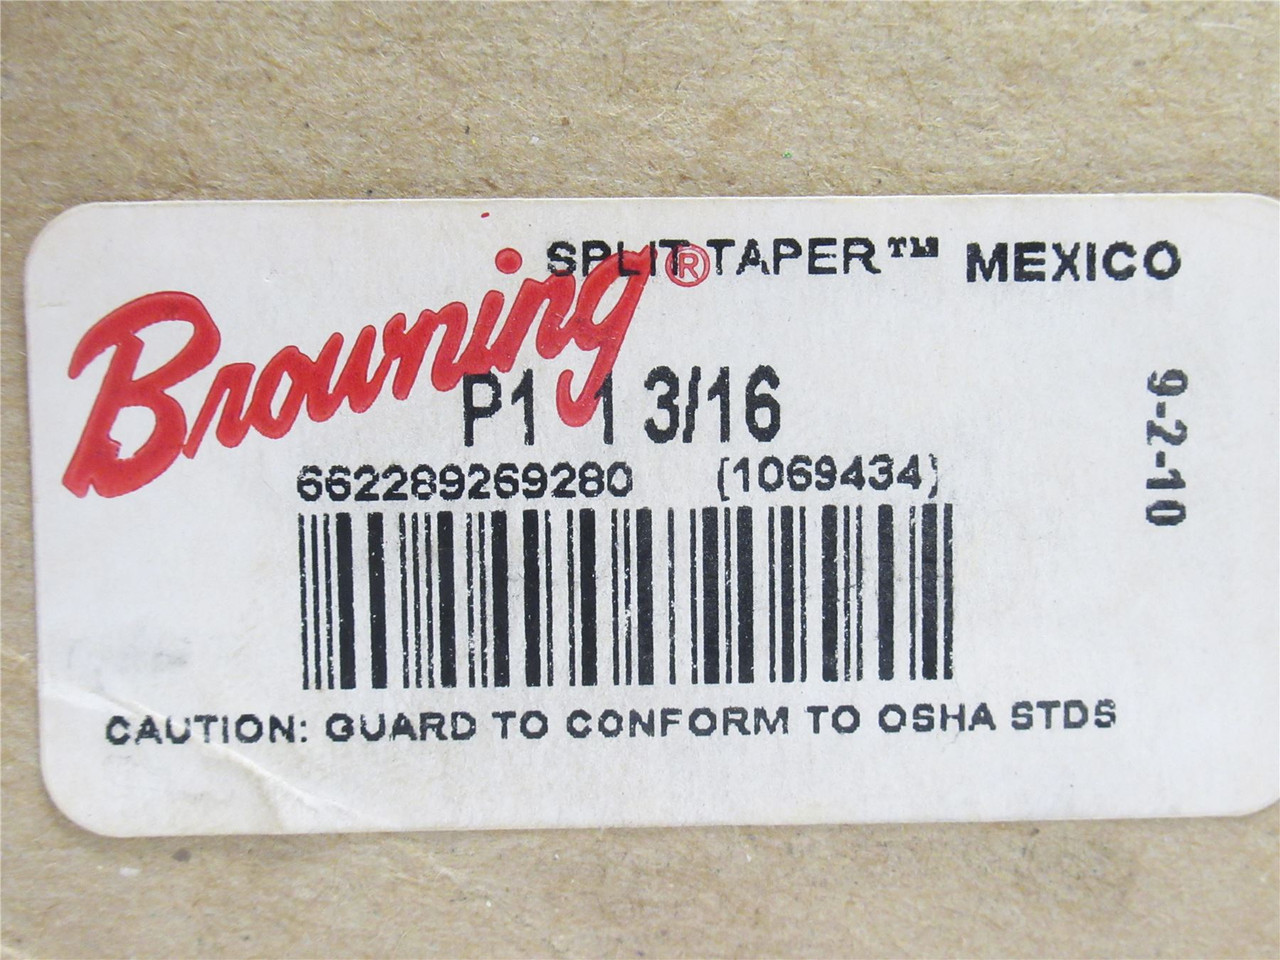 SPLIT TAPER™ MEXICO
Browning®
P1 1 3/16
662289269280 (1069434)
9-2-10
CAUTION: GUARD TO CONFORM TO OSHA STDS